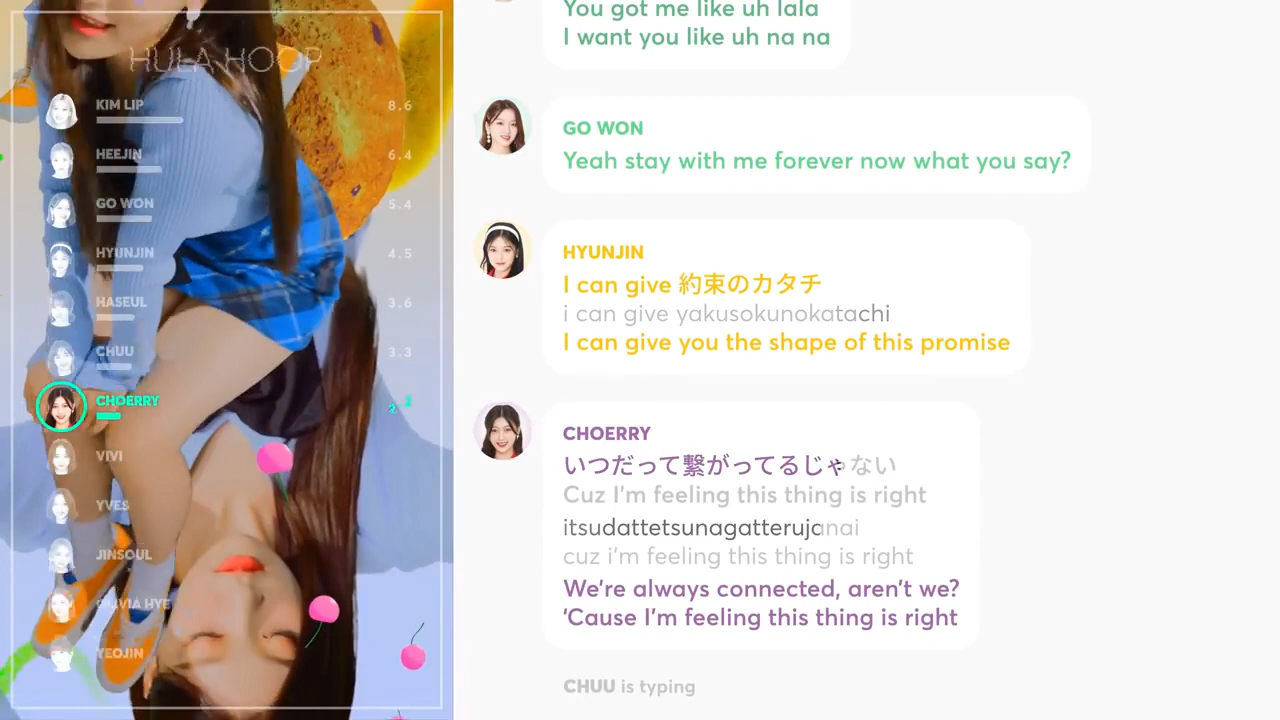 HULA HOOP
KIM LIP
8.6
HEEJIN
6.4
GO WON
5.4
HYUNJIN
4.5
HASEUL
3.6
CHUU
3.3
CHOERRY
2.2
VIVI
YVES
JINSOUL
OLIVIA HYE
YEOJIN
You got me like uh lala
I want you like uh na na
GO WON
Yeah stay with me forever now what you say?
HYUNJIN
I can give 約束のカタチ
i can give yakusokunokatachi
I can give you the shape of this promise
CHOERRY
いつだって繋がってるじゃない
Cuz I'm feeling this thing is right
itsudattetsunagatterujanai
cuz i'm feeling this thing is right
We're always connected, aren't we?
‘Cause I'm feeling this thing is right
CHUU is typing